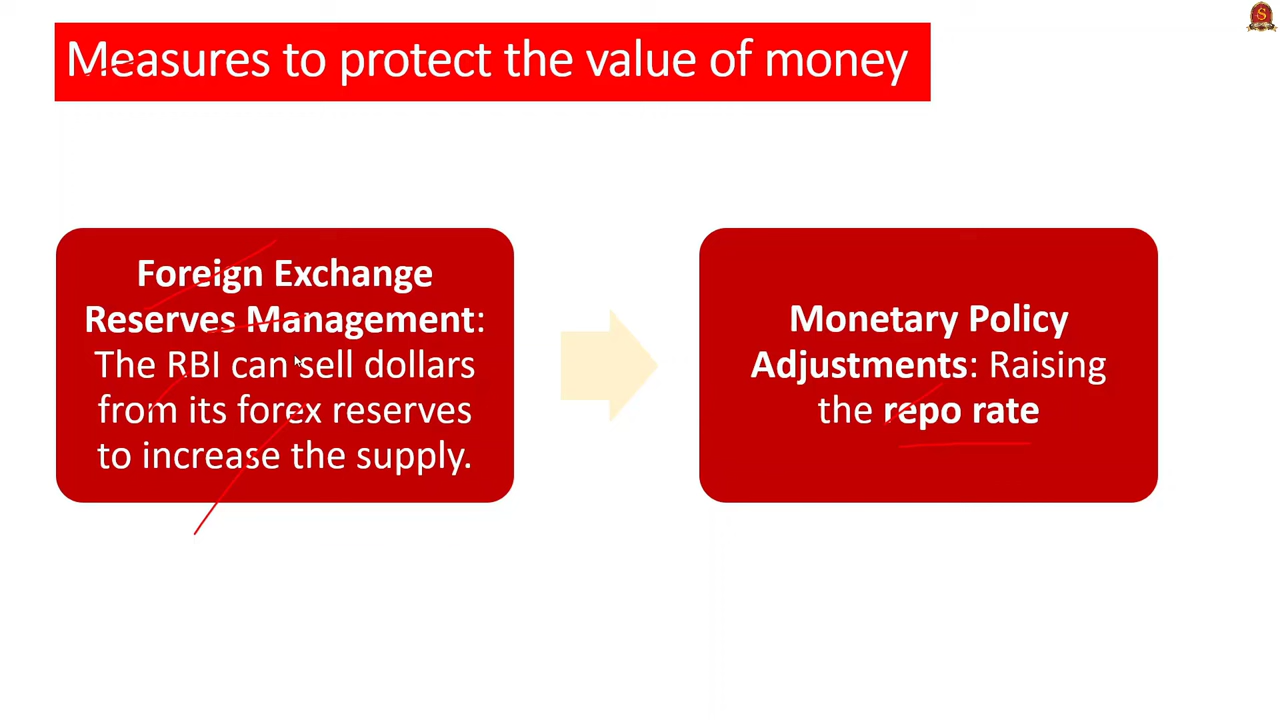 Measures to protect the value of money
Foreign Exchange
Reserves Management:
The RBI can sell dollars
from its forex reserves
to increase the supply.
Monetary Policy
Adjustments: Raising
the repo rate
S